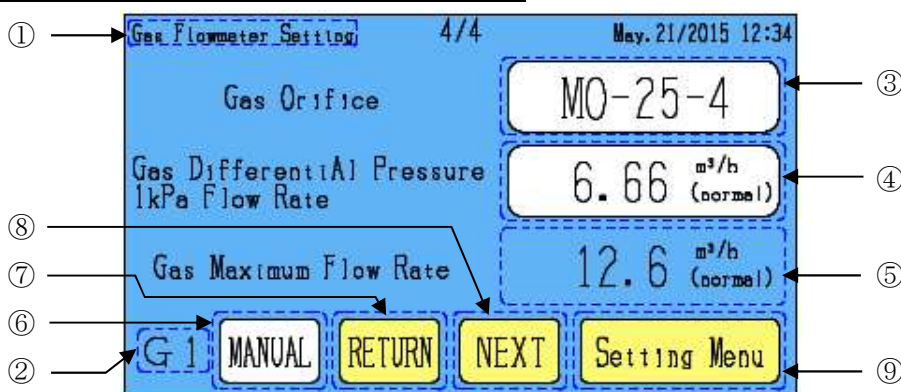 ① Gas Flowmeter Setting 4/4 May.21/2015 12:34
Gas Orifice MO-25-4 ③
Gas DifferentiAl Pressure
1kPa Flow Rate 6.66 m³/h (normal) ④
⑧
⑦ Gas Maximum Flow Rate 12.6 m³/h (normal) ⑤
⑥
② G1 MANUAL RETURN NEXT Setting Menu ⑨